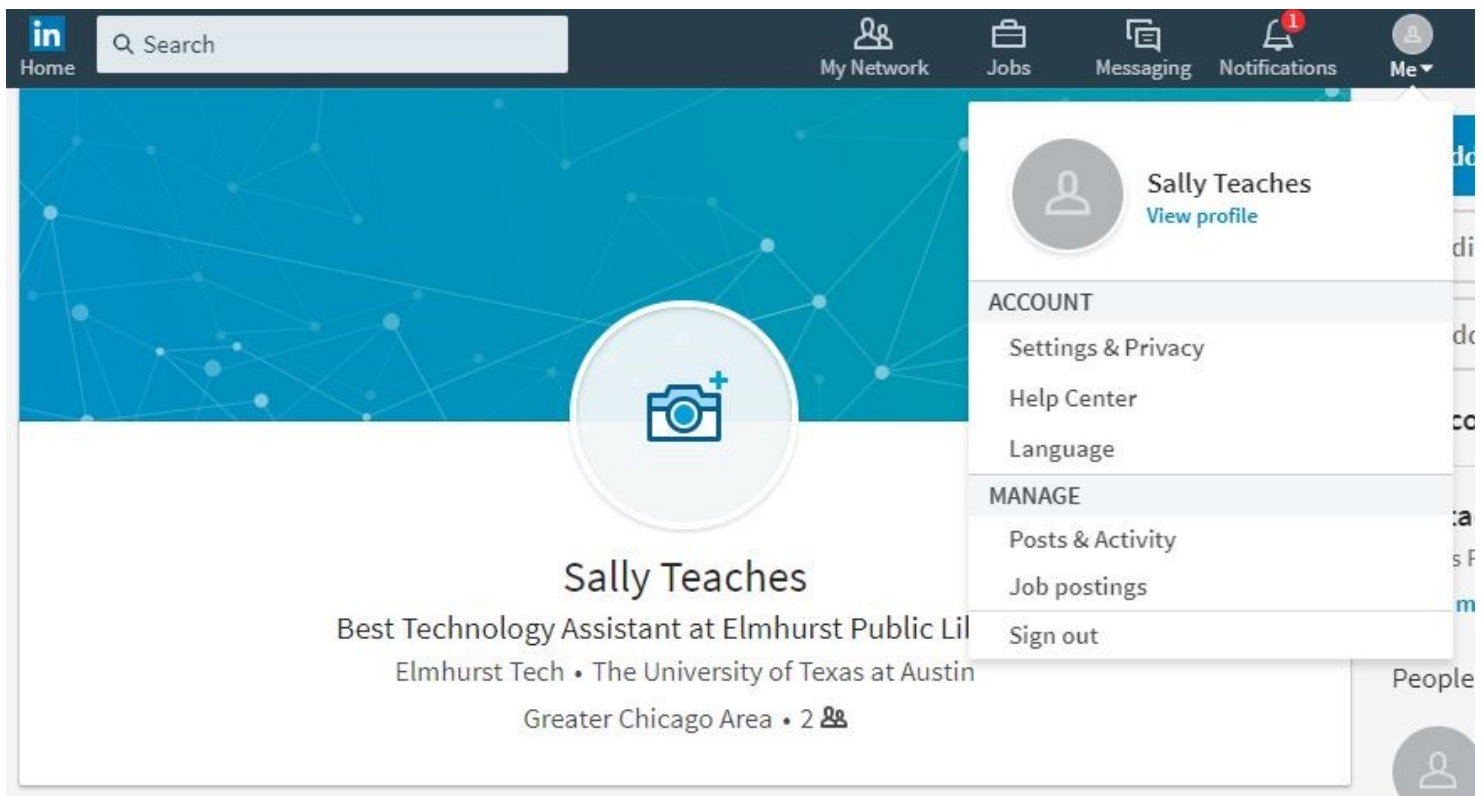 in
Home
Search
My Network
Jobs
Messaging
1
Notifications
Me
Sally Teaches
View profile
ACCOUNT
Settings & Privacy
Help Center
Language
MANAGE
Posts & Activity
Job postings
Sign out
Sally Teaches
Best Technology Assistant at Elmhurst Public
Elmhurst Tech • The University of Texas at Austin
Greater Chicago Area • 2
People